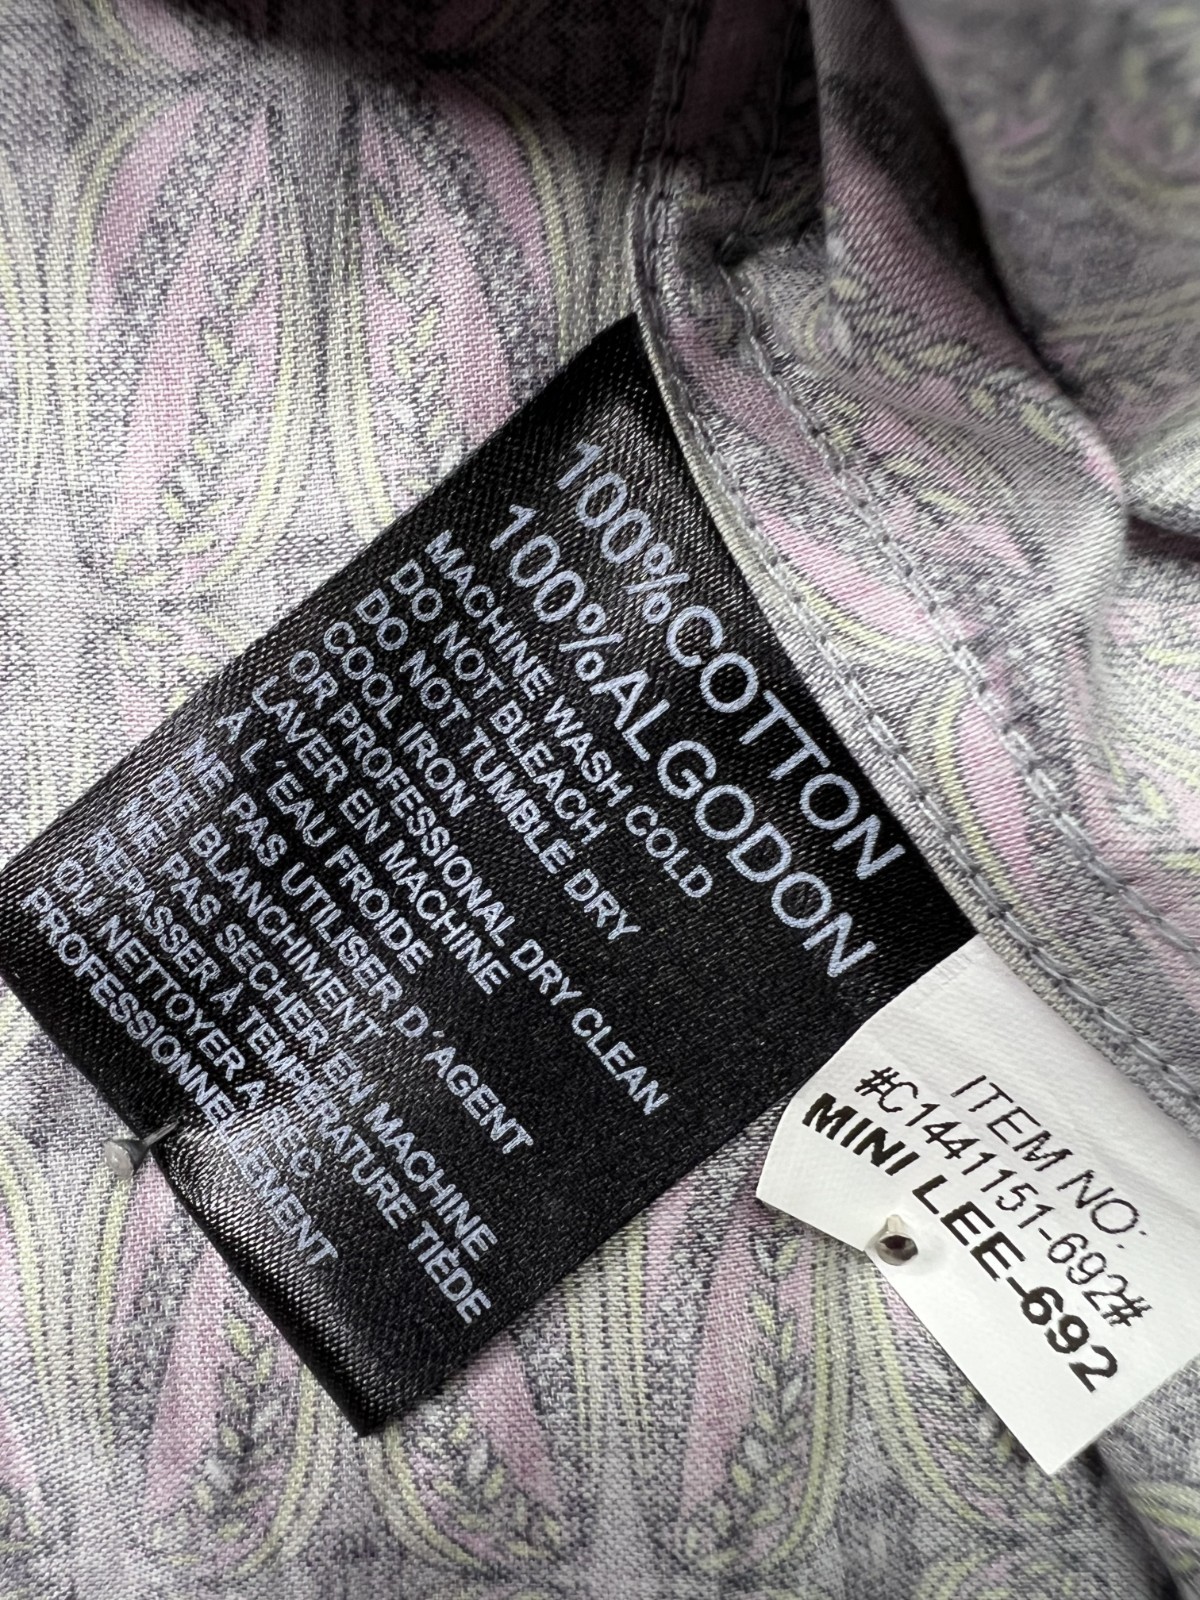 100%COTTON
100%ALGODON
MACHINE WASH COLD
DO NOT BLEACH
DO NOT TUMBLE DRY
COOL IRON
OR PROFESSIONAL DRY CLEAN
LAVER EN MACHINE
À L ´EAU FROIDE
NE PAS UTILISER D´AGENT
DE BLANCHIMENT
NE PAS SECHER EN MACHINE
REPASSER À TEMPÉRATURE TIÈDE
OU NETTOYER A SEC
PROFESSIONNELLEMENT
ITEM NO:
#C1441151-692#
MINI LEE-692